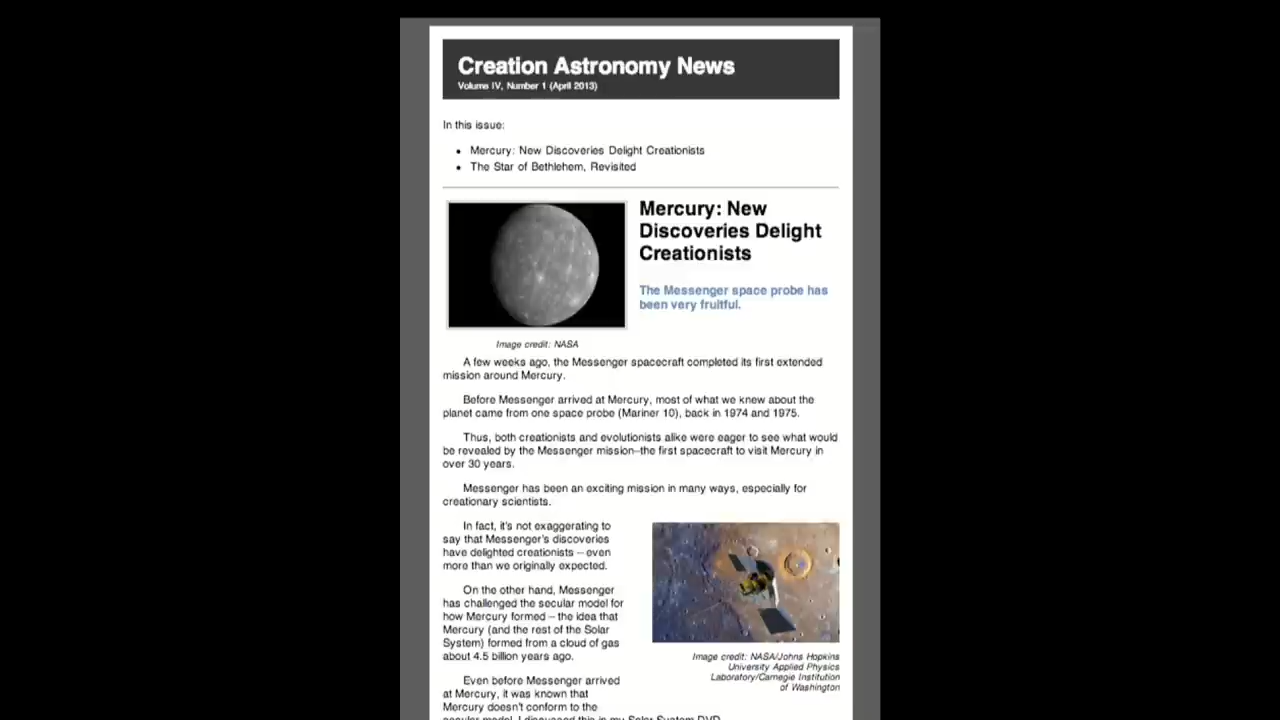 Creation Astronomy News
Volume IV, Number 1 (April 2013)
In this issue:
• Mercury: New Discoveries Delight Creationists
• The Star of Bethlehem, Revisited
Mercury: New
Discoveries Delight
Creationists
The Messenger space probe has
been very fruitful.
Image credit: NASA
A few weeks ago, the Messenger spacecraft completed its first extended
mission around Mercury.
Before Messenger arrived at Mercury, most of what we knew about the
planet came from one space probe (Mariner 10), back in 1974 and 1975.
Thus, both creationists and evolutionists alike were eager to see what would
be revealed by the Messenger mission--the first spacecraft to visit Mercury in
over 30 years.
Messenger has been an exciting mission in many ways, especially for
creationary scientists.
In fact, it's not exaggerating to
say that Messenger's discoveries
have delighted creationists -- even
more than we originally expected.
On the other hand, Messenger
has challenged the secular model for
how Mercury formed -- the idea that
Mercury (and the rest of the Solar
System) formed from a cloud of gas
about 4.5 billion years ago.
Image credit: NASA/Johns Hopkins
University Applied Physics
Laboratory/Carnegie Institution
of Washington
Even before Messenger arrived
at Mercury, it was known that
Mercury doesn't conform to the
secular model. I discussed this in my Solar System DVD